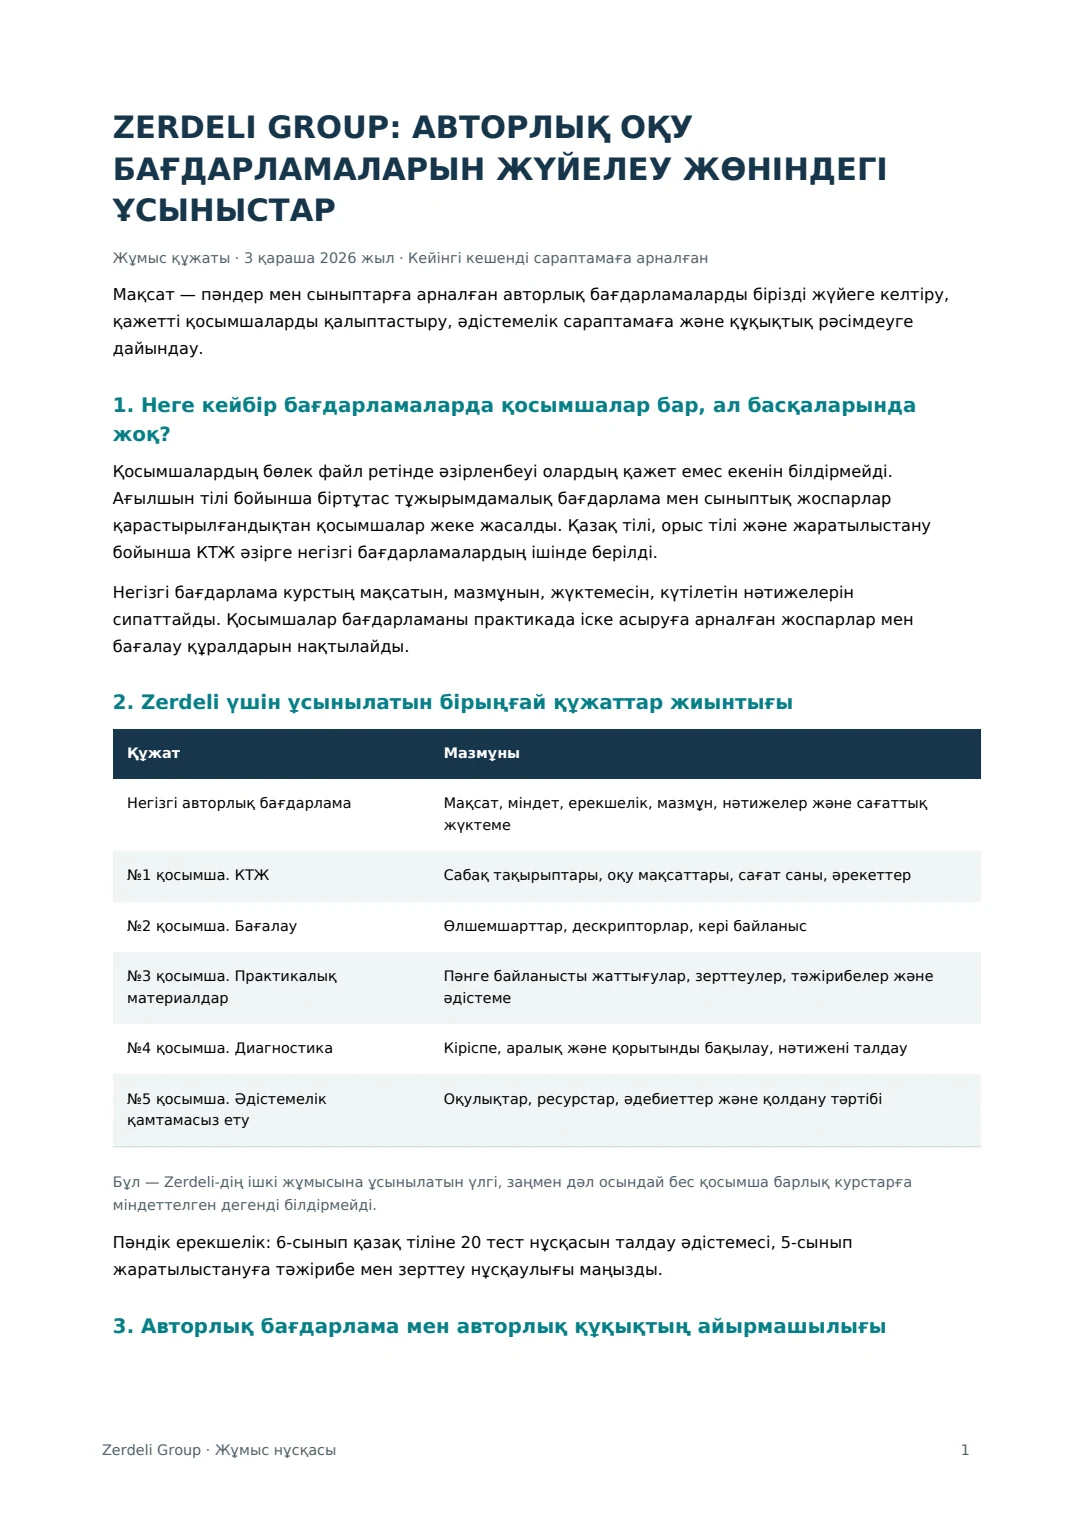 ZERDELI GROUP: АВТОРЛЫҚ ОҚУ
БАҒДАРЛАМАЛАРЫН ЖҮЙЕЛЕУ ЖӨНІНДЕГІ
ҰСЫНЫСТАР
Жұмыс құжаты · 3 қараша 2026 жыл · Кейінгі кешенді сараптамаға арналған
Мақсат — пәндер мен сыныптарға арналған авторлық бағдарламаларды бірізді жүйеге келтіру,
қажетті қосымшаларды қалыптастыру, әдістемелік сараптамаға және құқықтық рәсімдеуге
дайындау.
1. Неге кейбір бағдарламаларда қосымшалар бар, ал басқаларында
жоқ?
Қосымшалардың бөлек файл ретінде әзірленбеуі олардың қажет емес екенін білдірмейді.
Ағылшын тілі бойынша біртұтас тұжырымдамалық бағдарлама мен сыныптық жоспарлар
қарастырылғандықтан қосымшалар жеке жасалды. Қазақ тілі, орыс тілі және жаратылыстану
бойынша КТЖ әзірге негізгі бағдарламалардың ішінде берілді.
Негізгі бағдарлама курстың мақсатын, мазмұнын, жүктемесін, күтілетін нәтижелерін
сипаттайды. Қосымшалар бағдарламаны практикада іске асыруға арналған жоспарлар мен
бағалау құралдарын нақтылайды.
2. Zerdeli үшін ұсынылатын бірыңғай құжаттар жиынтығы
Құжат Мазмұны
Негізгі авторлық бағдарлама Мақсат, міндет, ерекшелік, мазмұн, нәтижелер және сағаттық
жүктеме
№1 қосымша. КТЖ Сабақ тақырыптары, оқу мақсаттары, сағат саны, әрекеттер
№2 қосымша. Бағалау Өлшемшарттар, дескрипторлар, кері байланыс
№3 қосымша. Практикалық Пәнге байланысты жаттығулар, зерттеулер, тәжірибелер және
материалдар әдістеме
№4 қосымша. Диагностика Кіріспе, аралық және қорытынды бақылау, нәтижені талдау
№5 қосымша. Әдістемелік Оқулықтар, ресурстар, әдебиеттер және қолдану тәртібі
қамтамасыз ету
Бұл — Zerdeli-дің ішкі жұмысына ұсынылатын үлгі, заңмен дәл осындай бес қосымша барлық курстарға
міндеттелген дегенді білдірмейді.
Пәндік ерекшелік: 6-сынып қазақ тіліне 20 тест нұсқасын талдау әдістемесі, 5-сынып
жаратылыстануға тәжірибе мен зерттеу нұсқаулығы маңызды.
3. Авторлық бағдарлама мен авторлық құқықтың айырмашылығы
Zerdeli Group · Жұмыс нұсқасы 1